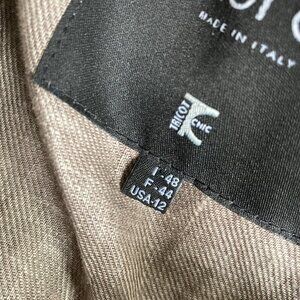 MADE IN ITALY
TRICOT
CHIC
I -48
F -44
USA-12